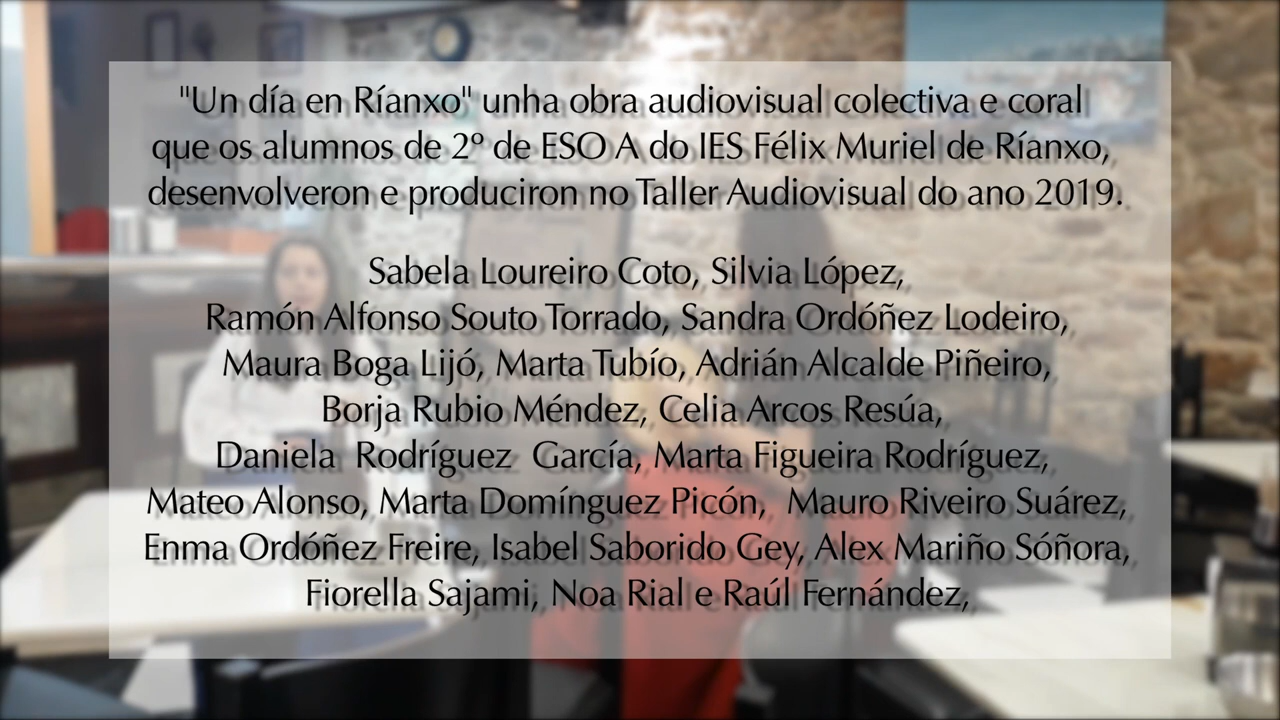 "Un día en Ríanxo" unha obra audiovisual colectiva e coral
que os alumnos de 2º de ESO A do IES Félix Muriel de Ríanxo,
desenvolveron e produciron no Taller Audiovisual do ano 2019.
Sabela Loureiro Coto, Silvia López,
Ramón Alfonso Souto Torrado, Sandra Ordóñez Lodeiro,
Maura Boga Lijó, Marta Tubío, Adrián Alcalde Piñeiro,
Borja Rubio Méndez, Celia Arcos Resúa,
Daniela Rodríguez García, Marta Figueira Rodríguez,
Mateo Alonso, Marta Domínguez Picón, Mauro Riveiro Suárez,
Enma Ordóñez Freire, Isabel Saborido Gey, Alex Mariño Sóñora,
Fiorella Sajami, Noa Rial e Raúl Fernández,